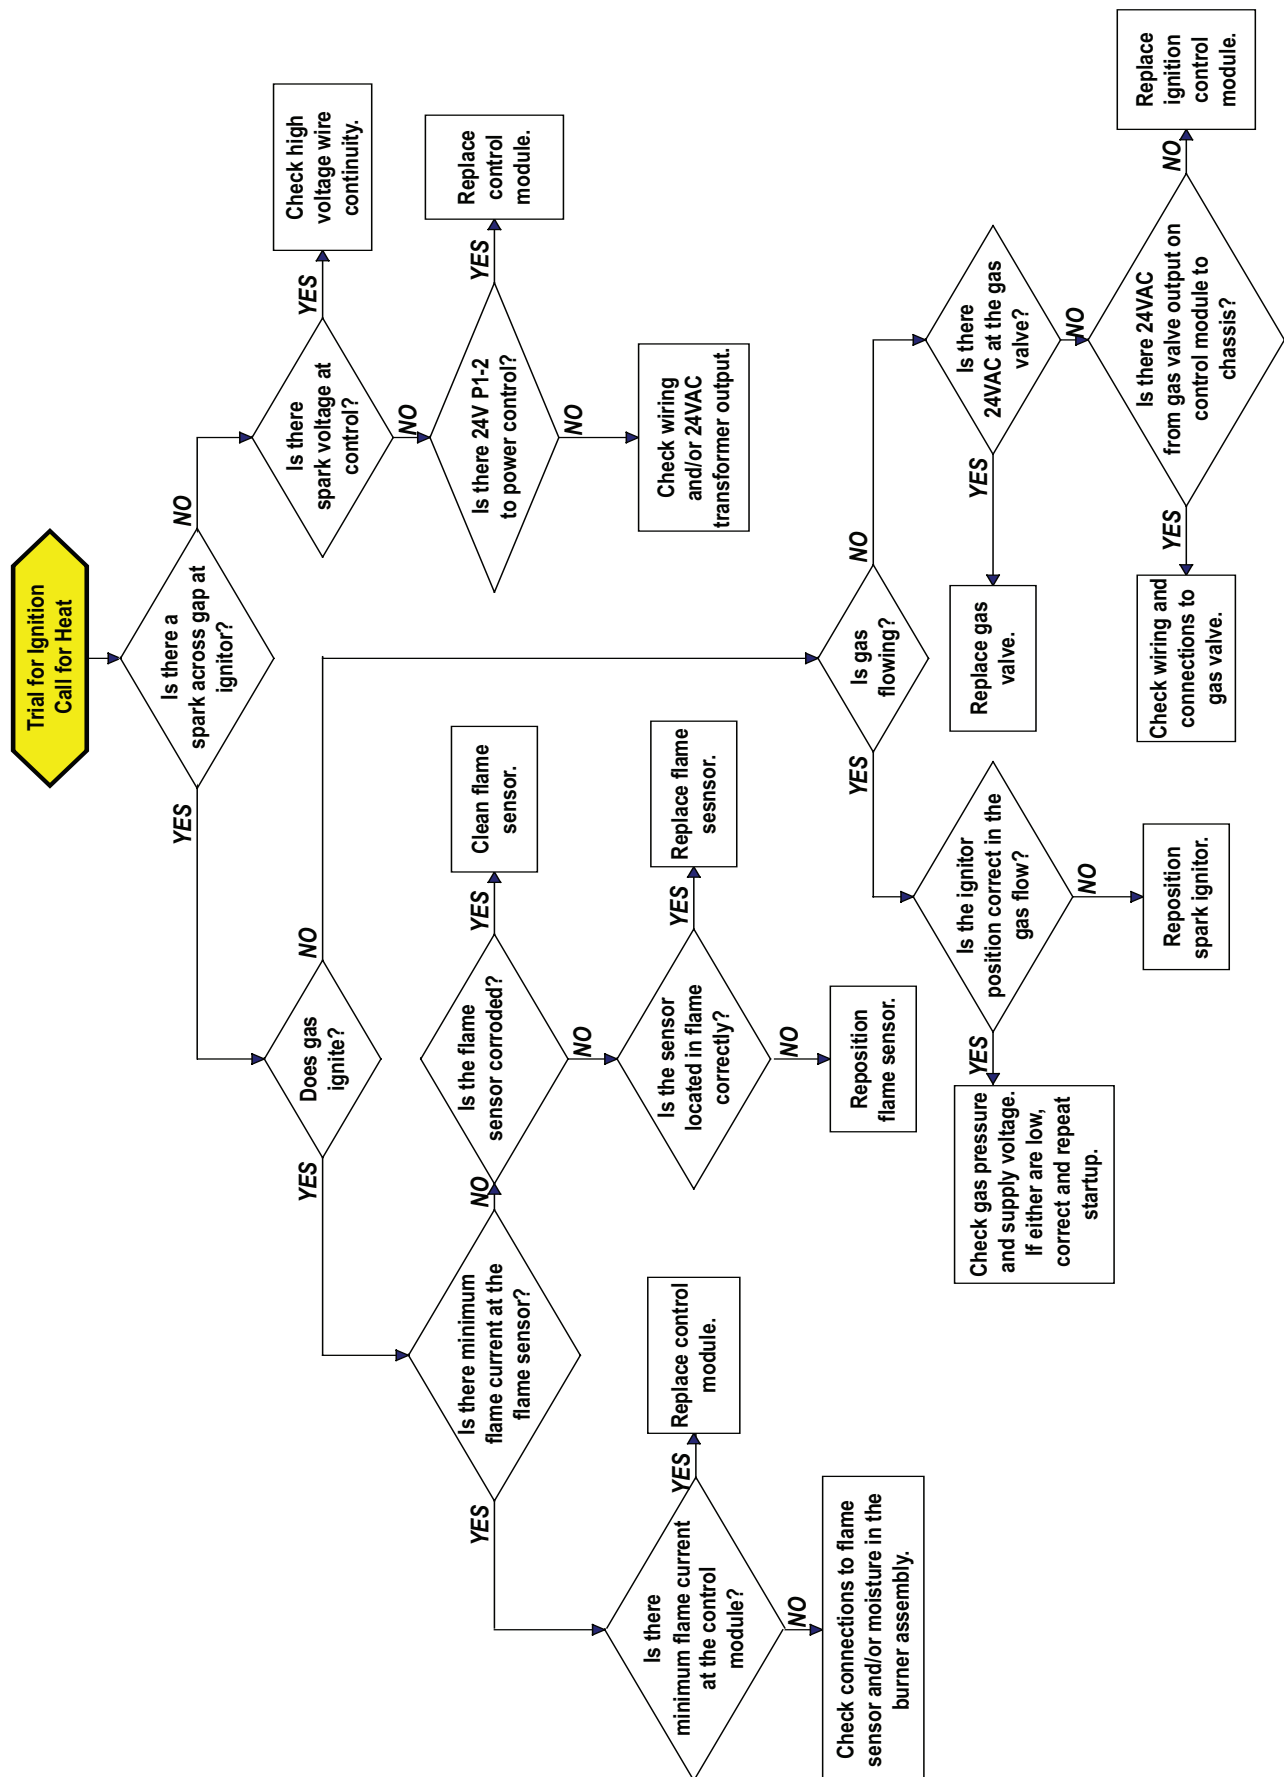 Trial for Ignition
Call for Heat
Is there a
spark across gap at
ignitor?
YES
NO
Does gas
ignite?
YES
NO
Is there
spark voltage at
control?
YES
Check high
voltage wire
continuity.
NO
Is there 24V P1-2
to power control?
YES
Replace
control
module.
NO
Check wiring
and/or 24VAC
transformer output.
Is there minimum
flame current at the
flame sensor?
YES
NO
Is the flame
sensor corroded?
YES
Clean flame
sensor.
NO
Is the sensor
located in flame
correctly?
YES
Replace flame
sesnsor.
NO
Reposition
flame sensor.
Is there
minimum flame current
at the control
module?
YES
Replace control
module.
NO
Check connections to flame
sensor and/or moisture in the
burner assembly.
Is gas
flowing?
YES
NO
Is the ignitor
position correct in the
gas flow?
YES
Check gas pressure
and supply voltage.
If either are low,
correct and repeat
startup.
NO
Reposition
spark ignitor.
Is there
24VAC at the gas
valve?
YES
Replace gas
valve.
NO
Is there 24VAC
from gas valve output on
control module to
chassis?
YES
Check wiring and
connections to
gas valve.
NO
Replace
ignition
control
module.